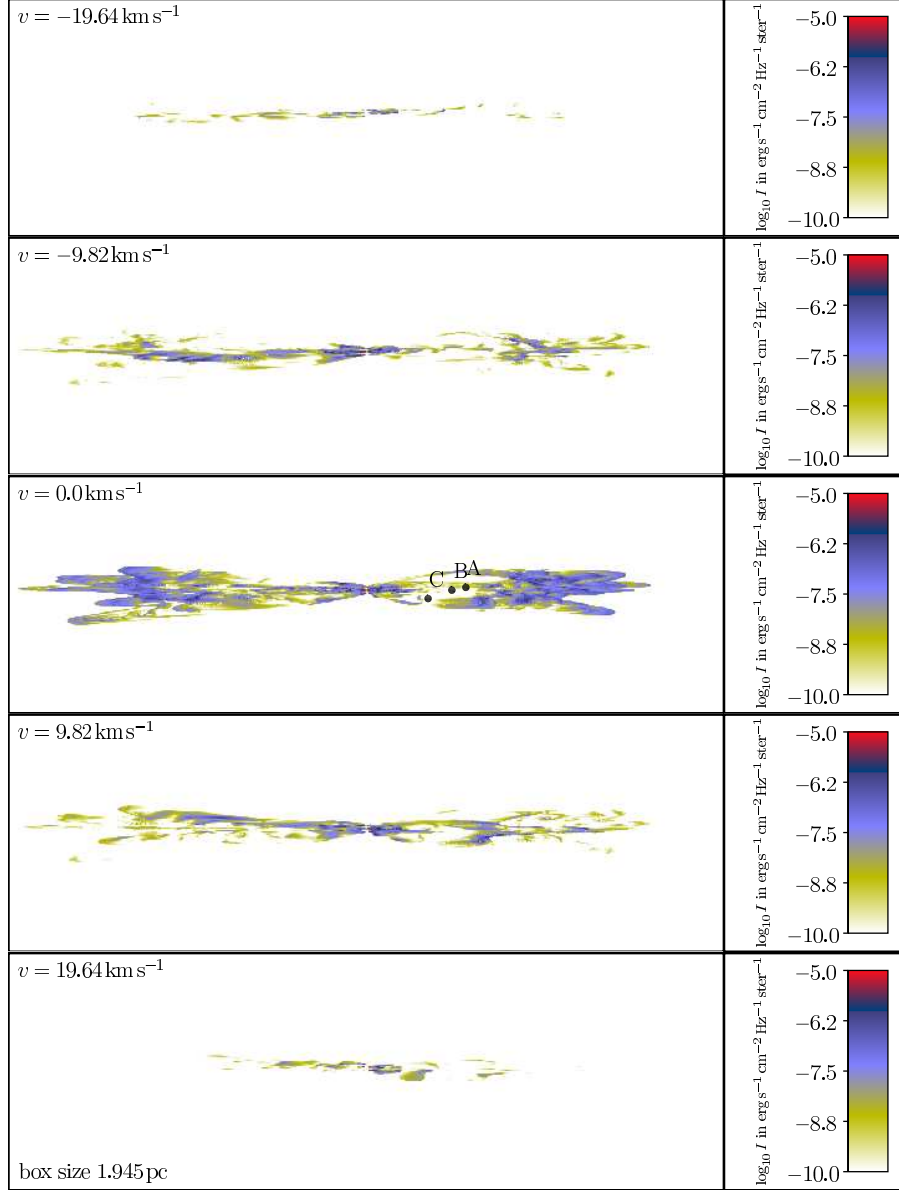 v = −19.64 km s⁻¹
log₁₀ I in erg s⁻¹ cm⁻² Hz⁻¹ ster⁻¹
−5.0
−6.2
−7.5
−8.8
−10.0
v = −9.82 km s⁻¹
log₁₀ I in erg s⁻¹ cm⁻² Hz⁻¹ ster⁻¹
−5.0
−6.2
−7.5
−8.8
−10.0
v = 0.0 km s⁻¹
C B A
log₁₀ I in erg s⁻¹ cm⁻² Hz⁻¹ ster⁻¹
−5.0
−6.2
−7.5
−8.8
−10.0
v = 9.82 km s⁻¹
log₁₀ I in erg s⁻¹ cm⁻² Hz⁻¹ ster⁻¹
−5.0
−6.2
−7.5
−8.8
−10.0
v = 19.64 km s⁻¹
box size 1.945 pc
log₁₀ I in erg s⁻¹ cm⁻² Hz⁻¹ ster⁻¹
−5.0
−6.2
−7.5
−8.8
−10.0